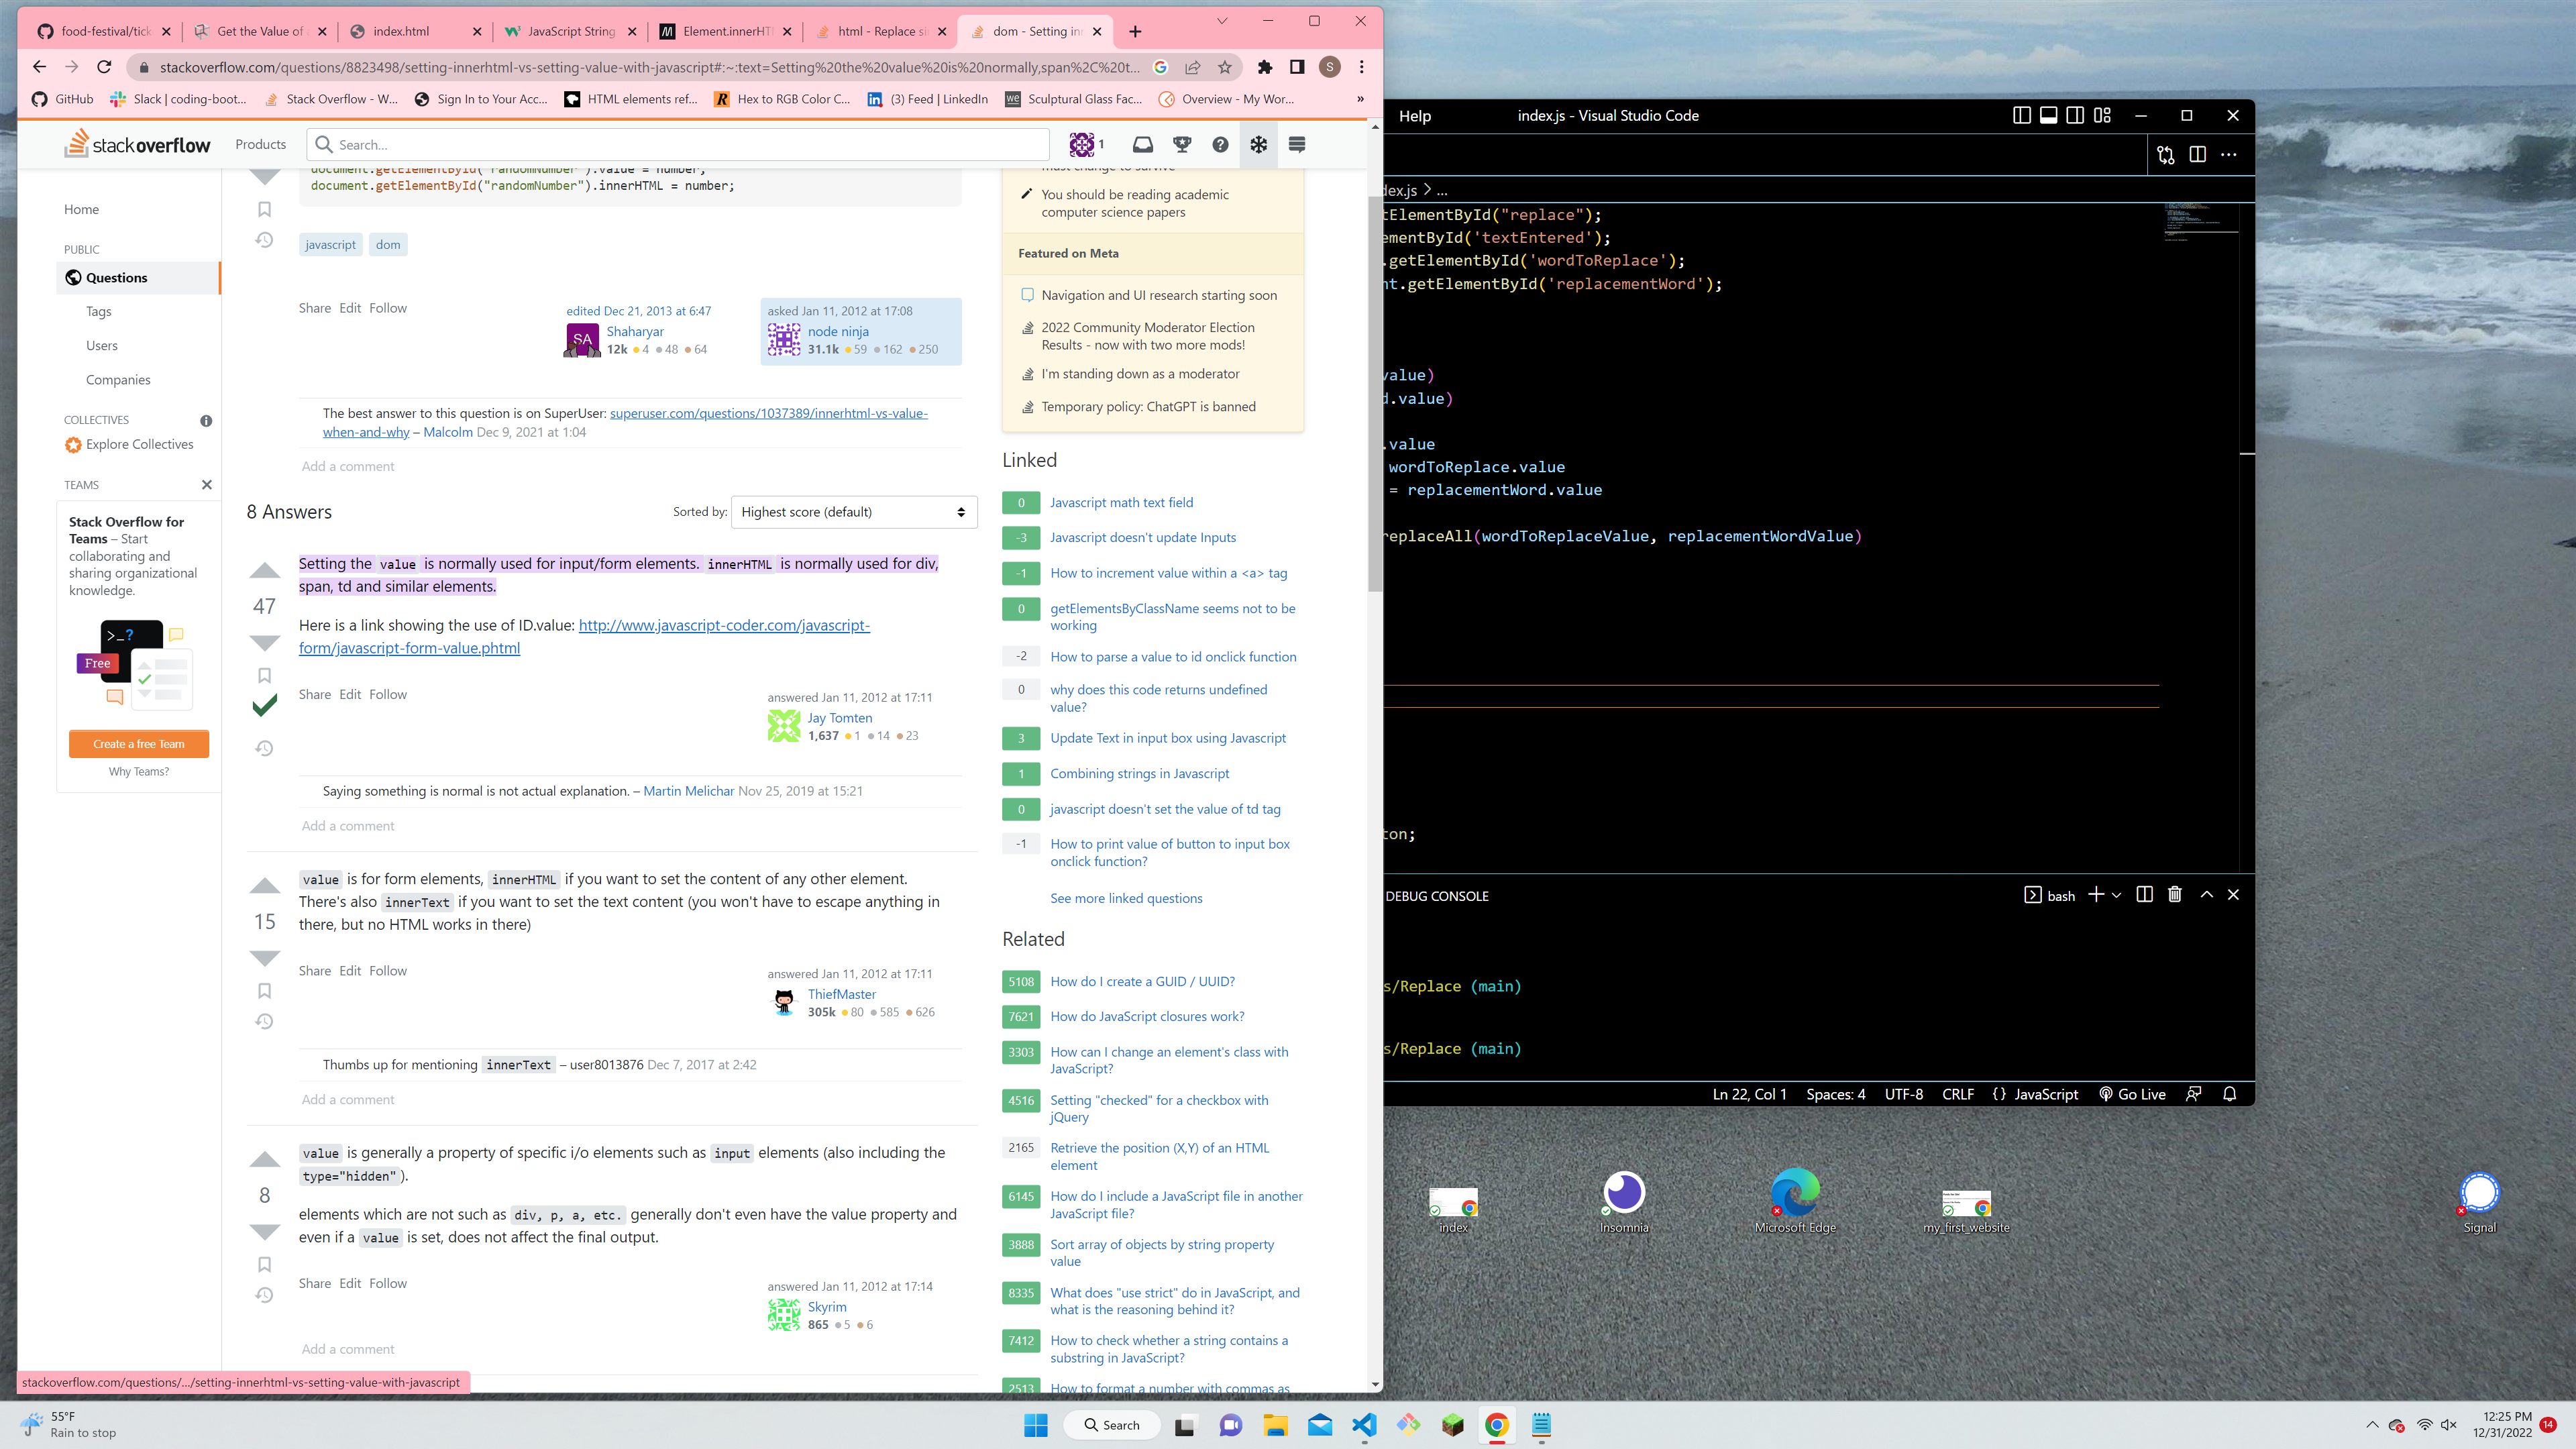 food-festival/tick
Get the Value of
index.html
JavaScript String
Element.innerHT
html - Replace si
dom - Setting in
stackoverflow.com/questions/8823498/setting-innerhtml-vs-setting-value-with-javascript#:~:text=Setting%20the%20value%20is%20normally,span%2C%20t...
S
GitHub
Slack | coding-boot...
Stack Overflow - W...
Sign In to Your Acc...
HTML elements ref...
Hex to RGB Color C...
(3) Feed | LinkedIn
Sculptural Glass Fac...
Overview - My Wor...
»
stackoverflow
Products
Search...
1
Home
PUBLIC
Questions
Tags
Users
Companies
COLLECTIVES
Explore Collectives
TEAMS
Stack Overflow for
Teams – Start
collaborating and
sharing organizational
knowledge.
>_?
Free
Create a free Team
Why Teams?
document.getElementById("randomNumber").value = number;
document.getElementById("randomNumber").innerHTML = number;
javascript dom
Share Edit Follow
edited Dec 21, 2013 at 6:47
SA
Shaharyar
12k 4 48 64
asked Jan 11, 2012 at 17:08
node ninja
31.1k 59 162 250
The best answer to this question is on SuperUser: superuser.com/questions/1037389/innerhtml-vs-value-
when-and-why – Malcolm Dec 9, 2021 at 1:04
Add a comment
8 Answers
Sorted by: Highest score (default)
47
Setting the value is normally used for input/form elements. innerHTML is normally used for div,
span, td and similar elements.
Here is a link showing the use of ID.value: http://www.javascript-coder.com/javascript-
form/javascript-form-value.phtml
Share Edit Follow
answered Jan 11, 2012 at 17:11
Jay Tomten
1,637 1 14 23
Saying something is normal is not actual explanation. – Martin Melichar Nov 25, 2019 at 15:21
Add a comment
15
value is for form elements, innerHTML if you want to set the content of any other element.
There's also innerText if you want to set the text content (you won't have to escape anything in
there, but no HTML works in there)
Share Edit Follow
answered Jan 11, 2012 at 17:11
ThiefMaster
305k 80 585 626
Thumbs up for mentioning innerText – user8013876 Dec 7, 2017 at 2:42
Add a comment
8
value is generally a property of specific i/o elements such as input elements (also including the
type="hidden").
elements which are not such as div, p, a, etc. generally don't even have the value property and
even if a value is set, does not affect the final output.
Share Edit Follow
answered Jan 11, 2012 at 17:14
Skyrim
865 5 6
Add a comment
stackoverflow.com/questions/.../setting-innerhtml-vs-setting-value-with-javascript
must change to survive
You should be reading academic
computer science papers
Featured on Meta
Navigation and UI research starting soon
2022 Community Moderator Election
Results - now with two more mods!
I'm standing down as a moderator
Temporary policy: ChatGPT is banned
Linked
0 Javascript math text field
-3 Javascript doesn't update Inputs
-1 How to increment value within a <a> tag
0 getElementsByClassName seems not to be
working
-2 How to parse a value to id onclick function
0 why does this code returns undefined
value?
3 Update Text in input box using Javascript
1 Combining strings in Javascript
0 javascript doesn't set the value of td tag
-1 How to print value of button to input box
onclick function?
See more linked questions
Related
5108 How do I create a GUID / UUID?
7621 How do JavaScript closures work?
3303 How can I change an element's class with
JavaScript?
4516 Setting "checked" for a checkbox with
jQuery
2165 Retrieve the position (X,Y) of an HTML
element
6145 How do I include a JavaScript file in another
JavaScript file?
3888 Sort array of objects by string property
value
8335 What does "use strict" do in JavaScript, and
what is the reasoning behind it?
7412 How to check whether a string contains a
substring in JavaScript?
2513 How to format a number with commas as
Help
index.js - Visual Studio Code
dex.js > ...
tElementById("replace");
ementById('textEntered');
.getElementById('wordToReplace');
nt.getElementById('replacementWord');
value)
d.value)
.value
wordToReplace.value
= replacementWord.value
replaceAll(wordToReplaceValue, replacementWordValue)
ton;
DEBUG CONSOLE
bash
s/Replace (main)
s/Replace (main)
Ln 22, Col 1 Spaces: 4 UTF-8 CRLF {} JavaScript Go Live
index
Insomnia
Microsoft Edge
my_first_website
Signal
55°F
Rain to stop
Search
12:25 PM
12/31/2022
14